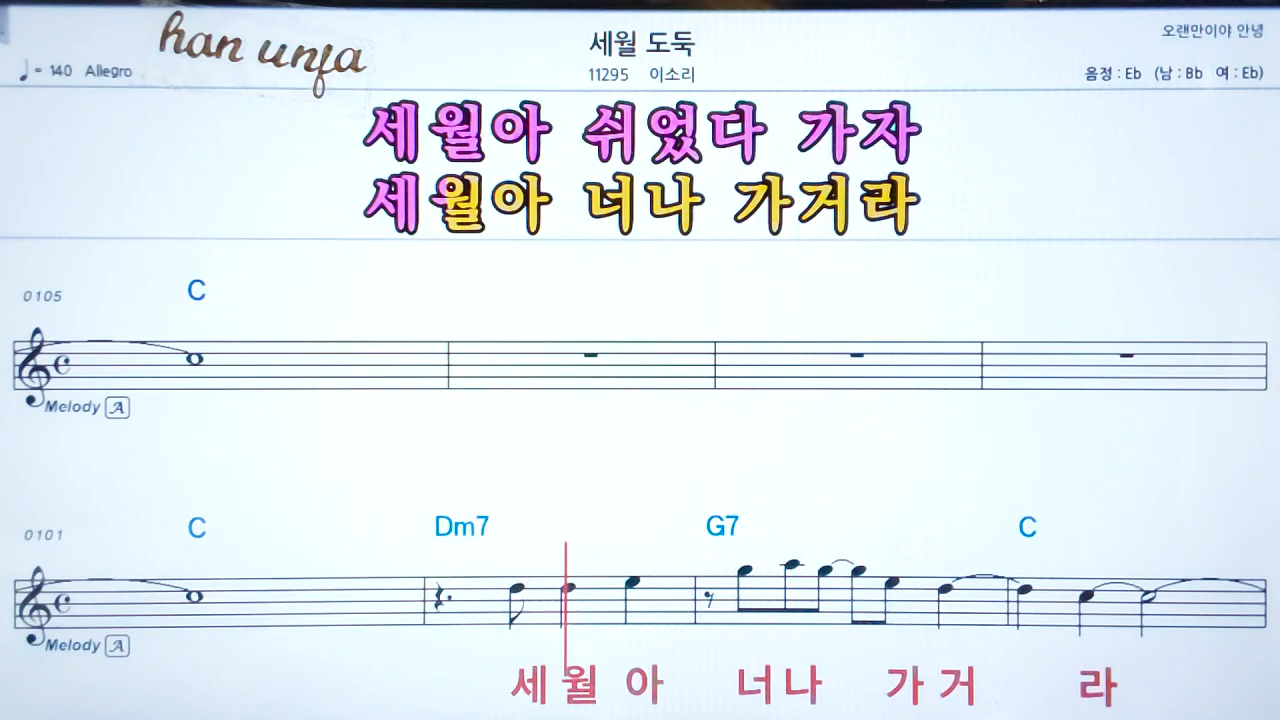 han unfa
세월 도둑
오랜만이야 안녕
♩= 140 Allegro
11295 이소리
음정 : Eb (남 : Bb 여 : Eb)
세월아 쉬었다 가자
세월아 너나 가거라
0105 C
Melody A
0101 C Dm7 G7 C
Melody A
세 월 아 너 나 가 거 라